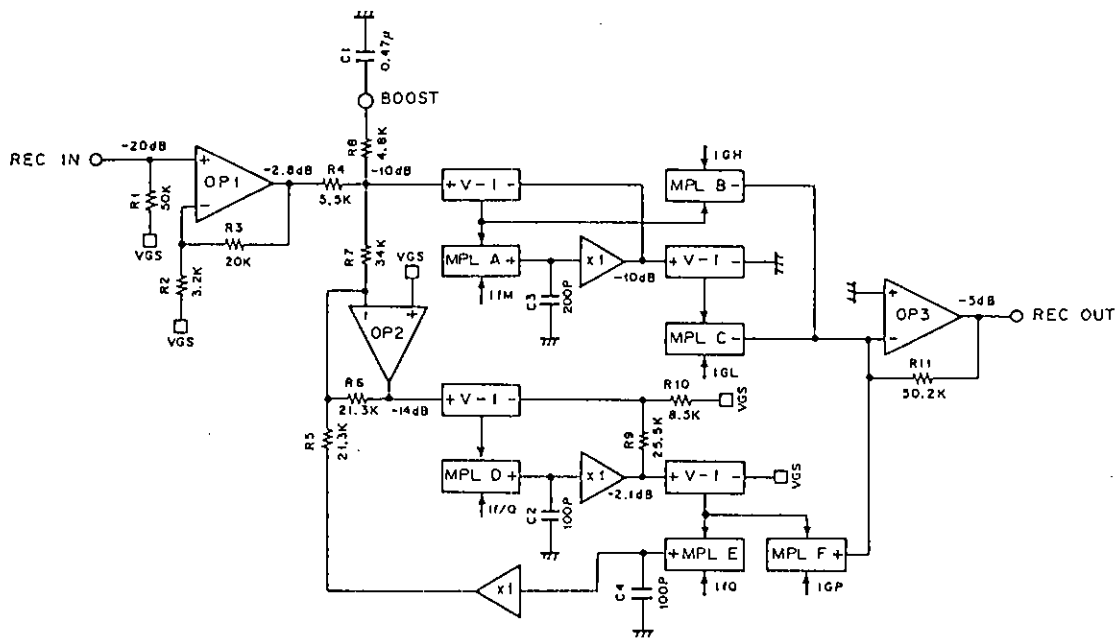 C1
0.47μ
BOOST
R8
4.8K
REC IN
-20dB
+
-
OP1
-2.8dB
R4
5.5K
-10dB
R1
50K
VGS
R3
20K
R2
3.2K
VGS
R7
34K
VGS
- +
OP2
+ V-I -
IGH
MPL B -
MPL A +
×1
-10dB
IfM
C3
200P
+ V-I -
MPL C -
IGL
+
-
OP3
-5dB
REC OUT
R11
50.2K
R6
21.3K
-14dB
R5
21.3K
+ V-I -
R10
8.5K
VGS
R9
25.5K
MPL D +
×1
-2.1dB
If/Q
C2
100P
+ V-I -
VGS
+ MPL E
IfQ
MPL F +
IGP
×1
C4
100P